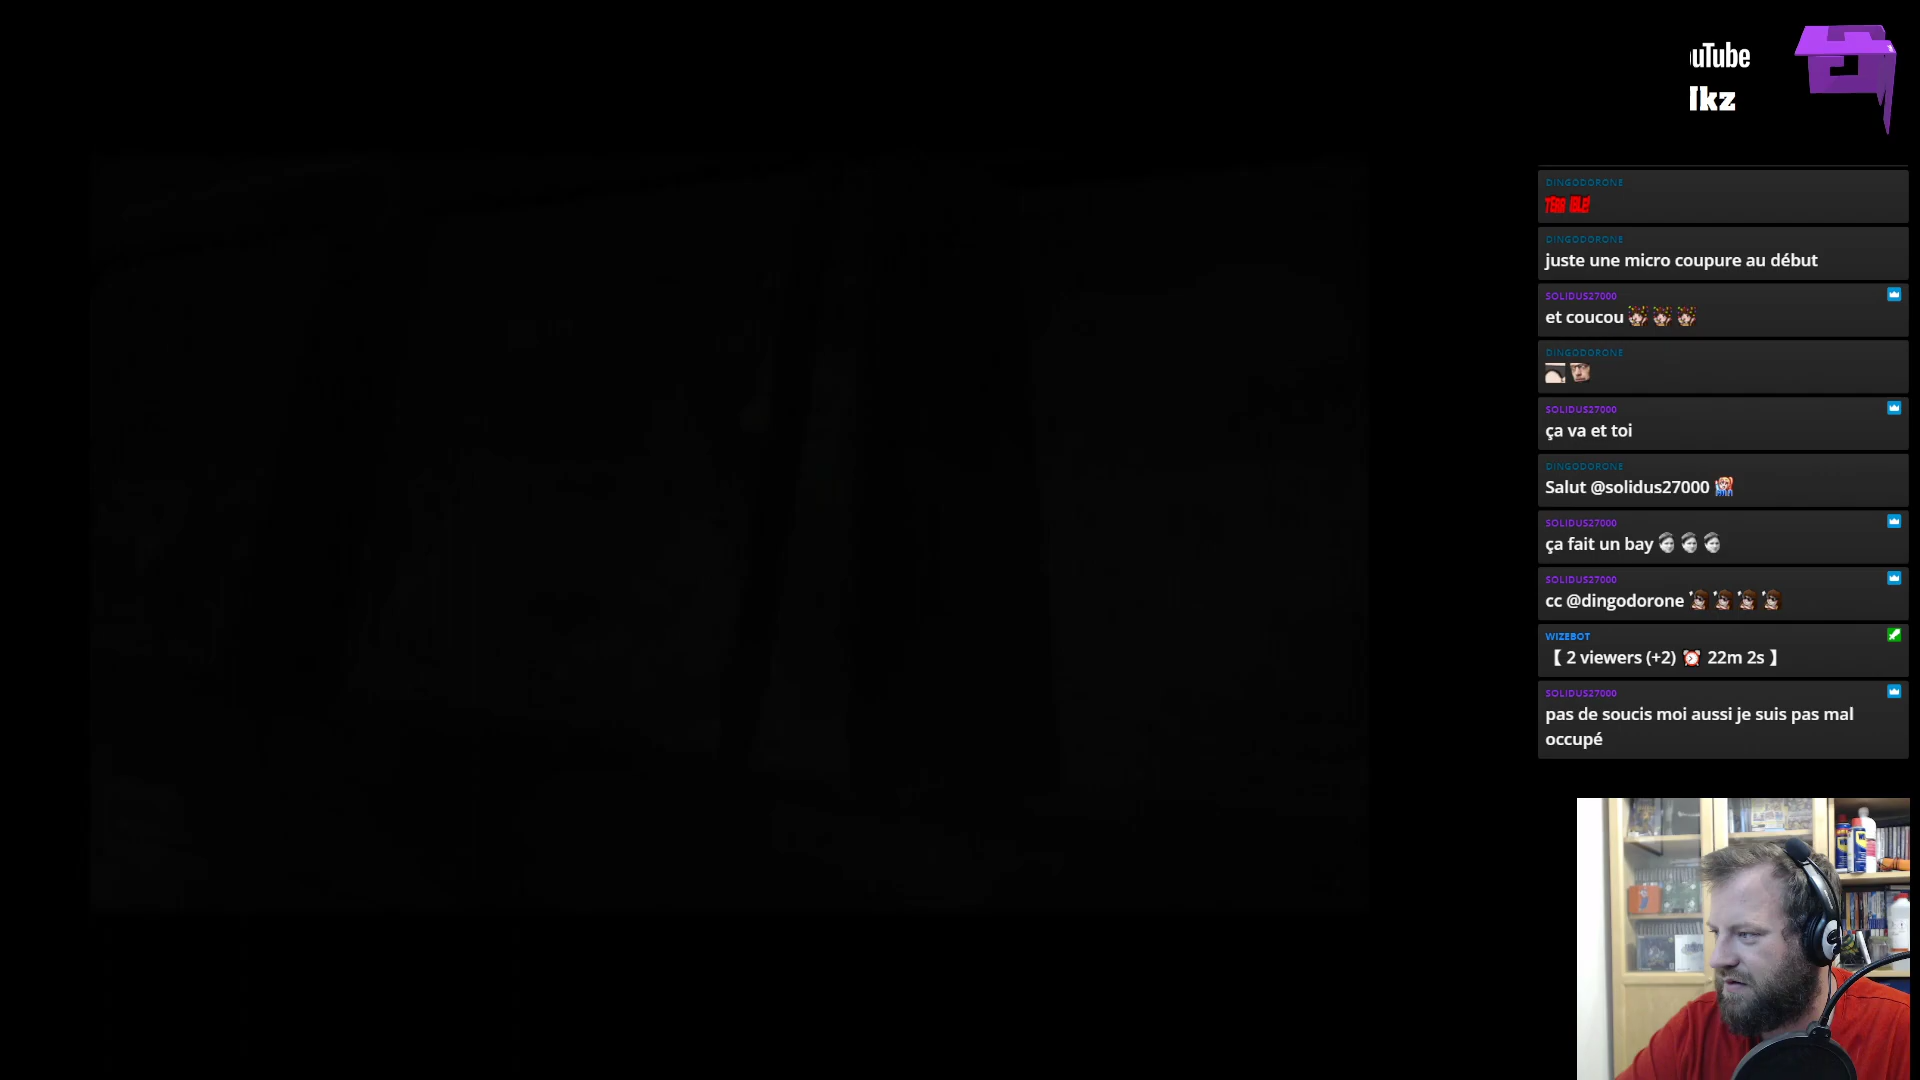 uTube
kz
DINGODORONE
TERRIBLE!
DINGODORONE
juste une micro coupure au début
SOLIDUS27000
et coucou
DINGODORONE
SOLIDUS27000
ça va et toi
DINGODORONE
Salut @solidus27000
SOLIDUS27000
ça fait un bay
SOLIDUS27000
cc @dingodorone
WIZEBOT
【 2 viewers (+2) ⏰ 22m 2s 】
SOLIDUS27000
pas de soucis moi aussi je suis pas mal
occupé